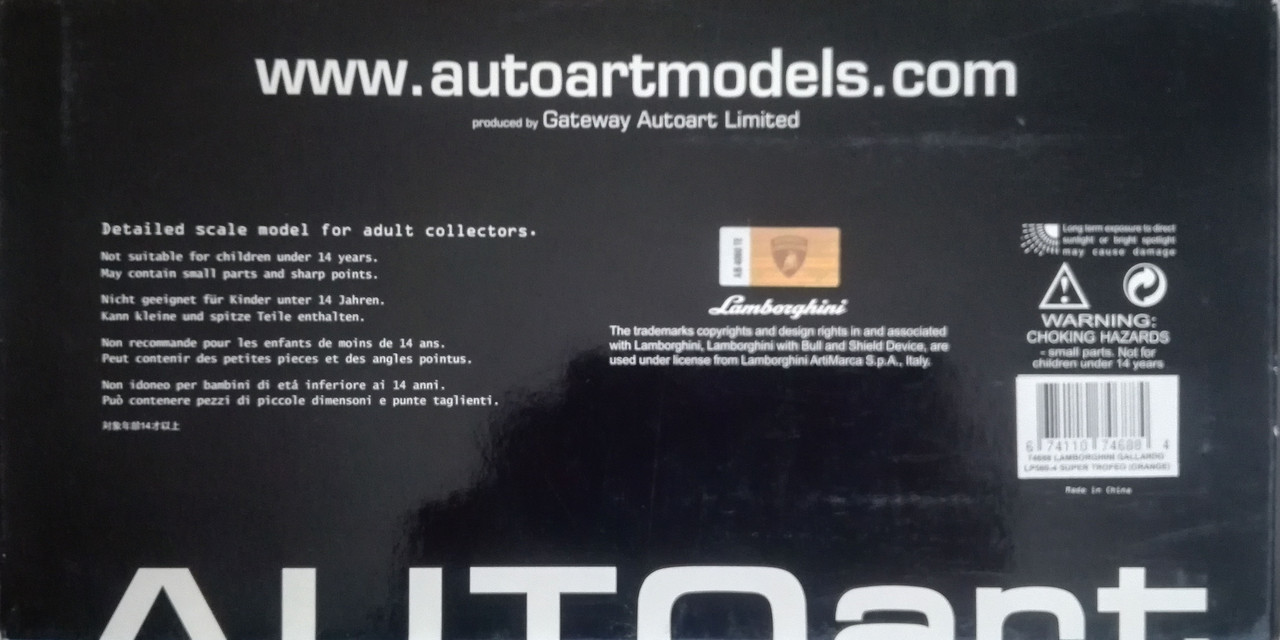 www.autoartmodels.com
produced by Gateway Autoart Limited
Detailed scale model for adult collectors.
Not suitable for children under 14 years.
May contain small parts and sharp points.
Nicht geeignet für Kinder unter 14 Jahren.
Kann kleine und spitze Teile enthalten.
Non recommande pour les enfants de moins de 14 ans.
Peut contenir des petites pieces et des angles pointus.
Non idoneo per bambini di etá inferiore ai 14 anni.
Può contenere pezzi di piccole dimensoni e punte taglienti.
対象年齢14才以上
Lamborghini
The trademarks copyrights and design rights in and associated
with Lamborghini, Lamborghini with Bull and Shield Device, are
used under license from Lamborghini ArtiMarca S.p.A., Italy.
Long term exposure to direct
sunlight or bright spotlight
may cause damage
WARNING:
CHOKING HAZARDS
- small parts. Not for
children under 14 years
6 74110 74688 4
74688 LAMBORGHINI GALLARDO
LP560-4 SUPER TROFEO (ORANGE)
Made in China
AUTOart